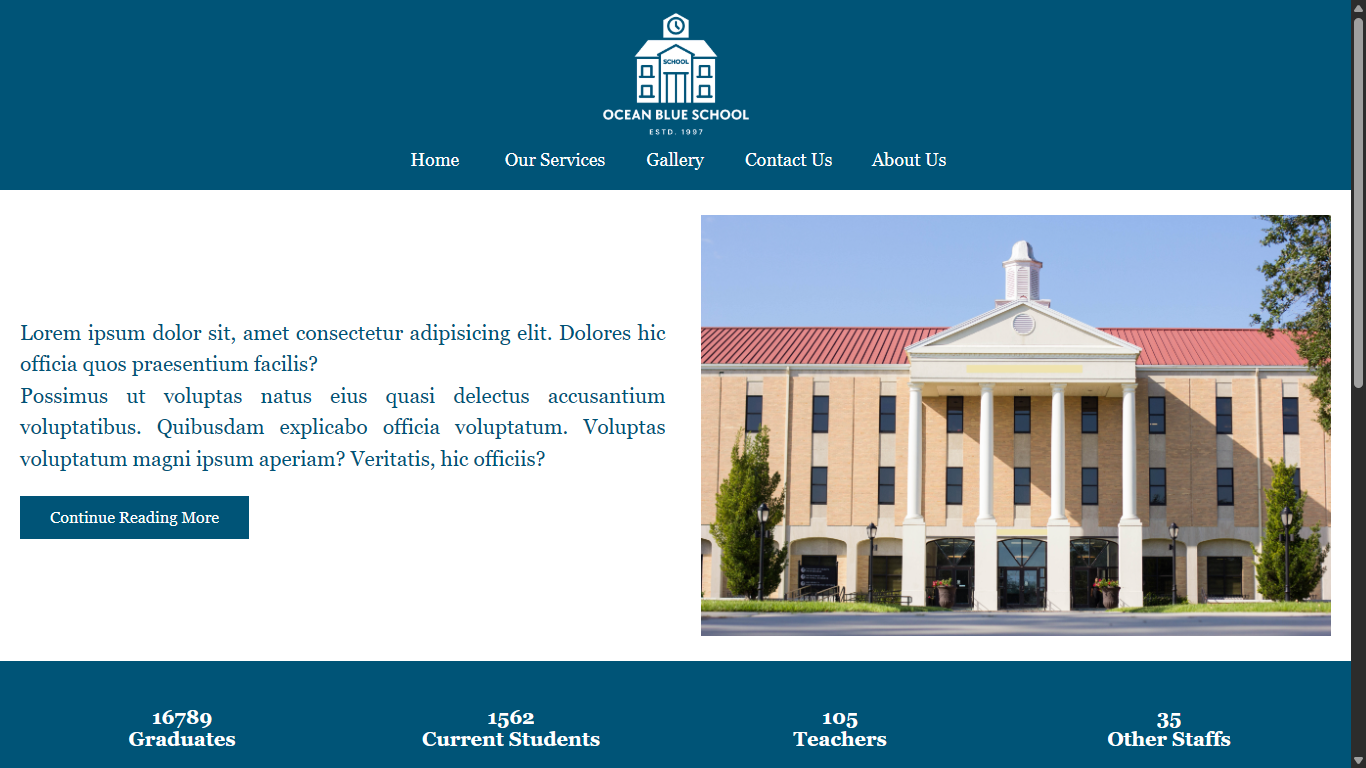 SCHOOL
OCEAN BLUE SCHOOL
ESTD. 1997
Home Our Services Gallery Contact Us About Us
Lorem ipsum dolor sit, amet consectetur adipisicing elit. Dolores hic
officia quos praesentium facilis?
Possimus ut voluptas natus eius quasi delectus accusantium
voluptatibus. Quibusdam explicabo officia voluptatum. Voluptas
voluptatum magni ipsum aperiam? Veritatis, hic officiis?
Continue Reading More
16789 1562 105 35
Graduates Current Students Teachers Other Staffs